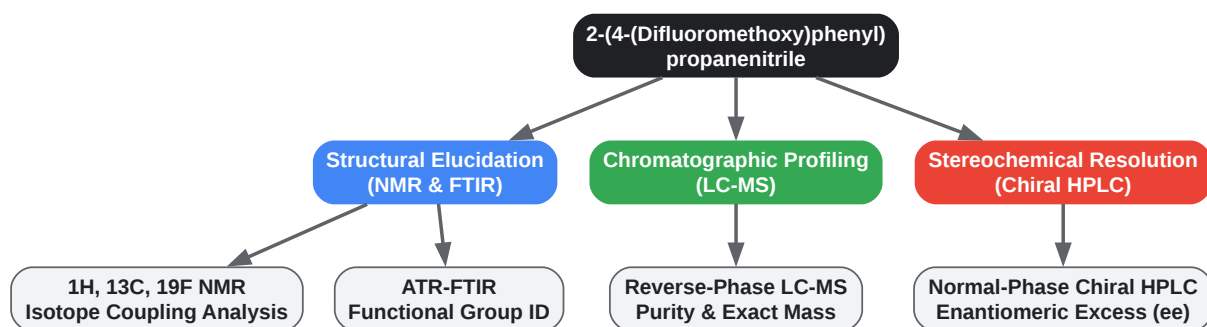 2-(4-(Difluoromethoxy)phenyl)
propanenitrile
Structural Elucidation
(NMR & FTIR)
Chromatographic Profiling
(LC-MS)
Stereochemical Resolution
(Chiral HPLC)
1H, 13C, 19F NMR
Isotope Coupling Analysis
ATR-FTIR
Functional Group ID
Reverse-Phase LC-MS
Purity & Exact Mass
Normal-Phase Chiral HPLC
Enantiomeric Excess (ee)